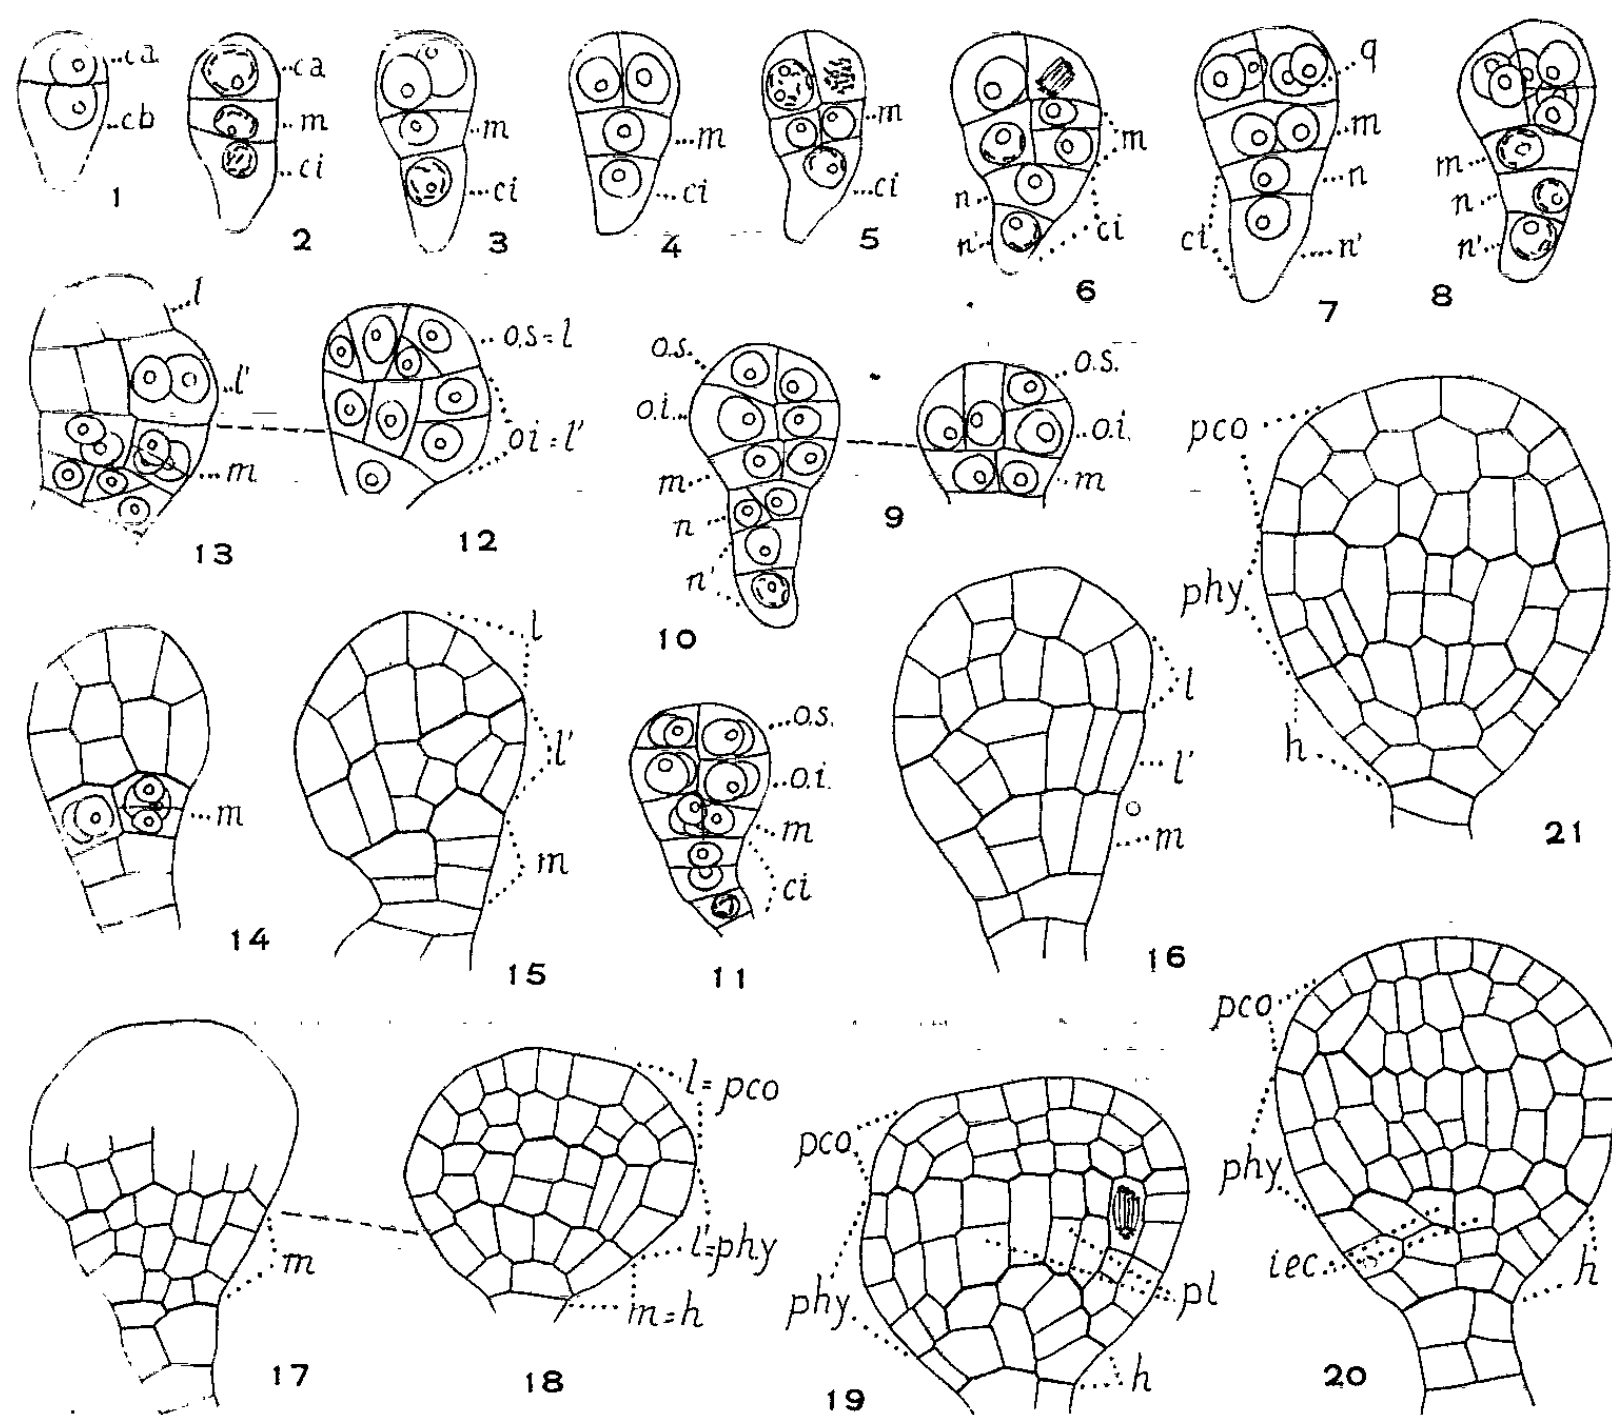 ca
cb
1
ca
m
ci
2
m
ci
3
m
ci
4
m
ci
5
m
n
n'
ci
6
q
m
n
ci
n'
7
m
n
n'
8
l
l'
m
13
o.s = l
o.i = l'
12
o.s.
o.i.
m
n
n'
10
o.s.
o.i.
m
9
pco
phy
h
21
m
14
l
l'
m
15
o.s.
o.i.
m
ci
11
l
l'
m
16
m
17
l = pco
l' = phy
m = h
18
pco
phy
pl
h
19
pco
phy
iec
h
20